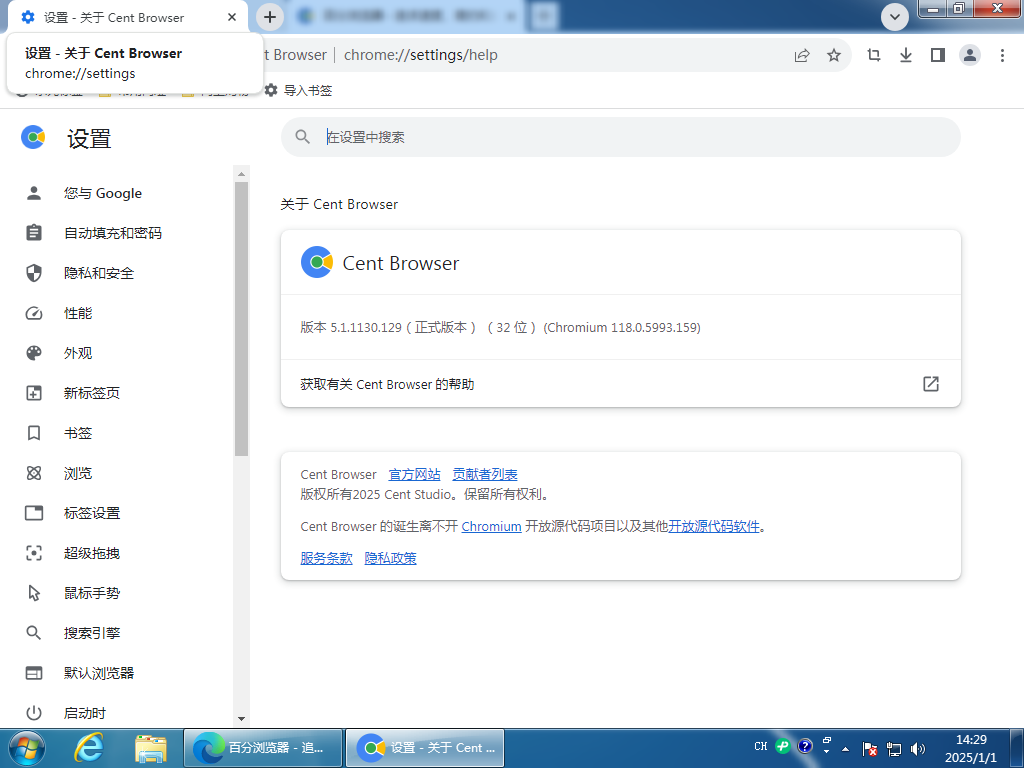 设置 - 关于 Cent Browser
设置 - 关于 Cent Browser
chrome://settings
t Browser
chrome://settings/help
导入书签
设置
在设置中搜索
您与 Google
自动填充和密码
隐私和安全
性能
外观
新标签页
书签
浏览
标签设置
超级拖拽
鼠标手势
搜索引擎
默认浏览器
启动时
关于 Cent Browser
Cent Browser
版本 5.1.1130.129（正式版本）（32 位） (Chromium 118.0.5993.159)
获取有关 Cent Browser 的帮助
Cent Browser 官方网站 贡献者列表
版权所有2025 Cent Studio。保留所有权利。
Cent Browser 的诞生离不开 Chromium 开放源代码项目以及其他开放源代码软件。
服务条款 隐私政策
百分浏览器 - 追...
设置 - 关于 Cent ...
CH
14:29
2025/1/1